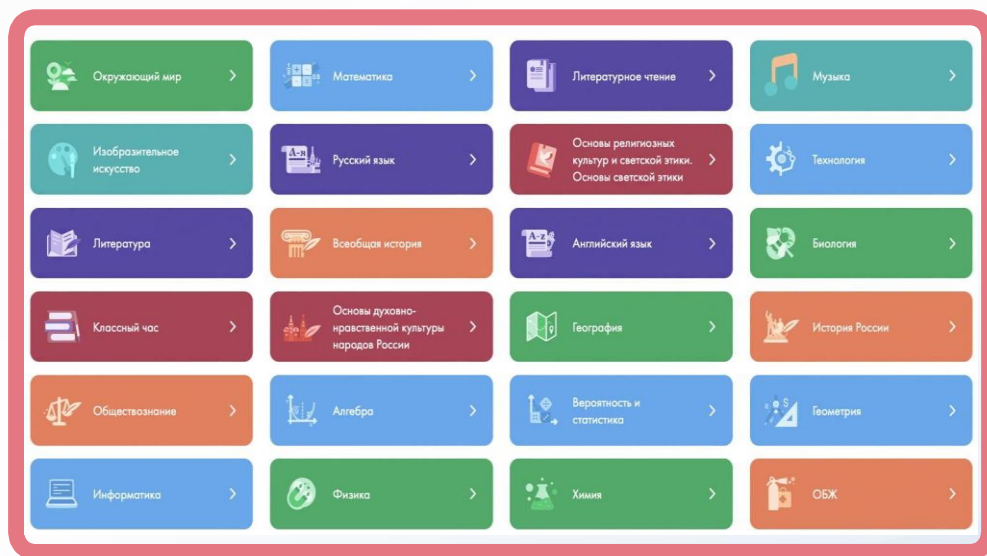 Окружающий мир
Математика
Литературное чтение
Музыка
Изобразительное
искусство
Русский язык
Основы религиозных
культур и светской этики.
Основы светской этики
Технология
Литература
Всеобщая история
Английский язык
Биология
Классный час
Основы духовно-
нравственной культуры
народов России
География
История России
Обществознание
Алгебра
Вероятность и
статистика
Геометрия
Информатика
Физика
Химия
ОБЖ